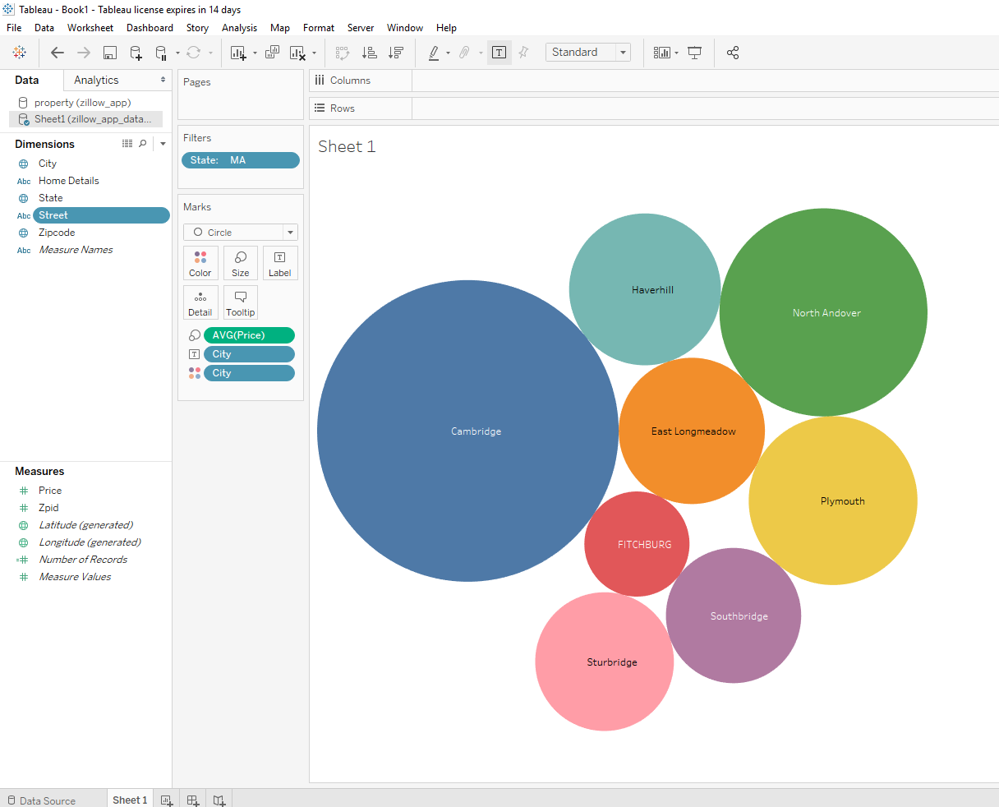 Tableau - Book1 - Tableau license expires in 14 days
File Data Worksheet Dashboard Story Analysis Map Format Server Window Help
Standard
Data Analytics
property (zillow_app)
Sheet1 (zillow_app_data...
Dimensions
City
Abc Home Details
State
Abc Street
Zipcode
Abc Measure Names
Measures
Price
Zpid
Latitude (generated)
Longitude (generated)
Number of Records
Measure Values
Pages
Filters
State: MA
Marks
Circle
Color Size Label
Detail Tooltip
AVG(Price)
City
City
Columns
Rows
Sheet 1
Haverhill
North Andover
Cambridge
East Longmeadow
Plymouth
FITCHBURG
Southbridge
Sturbridge
Data Source Sheet 1